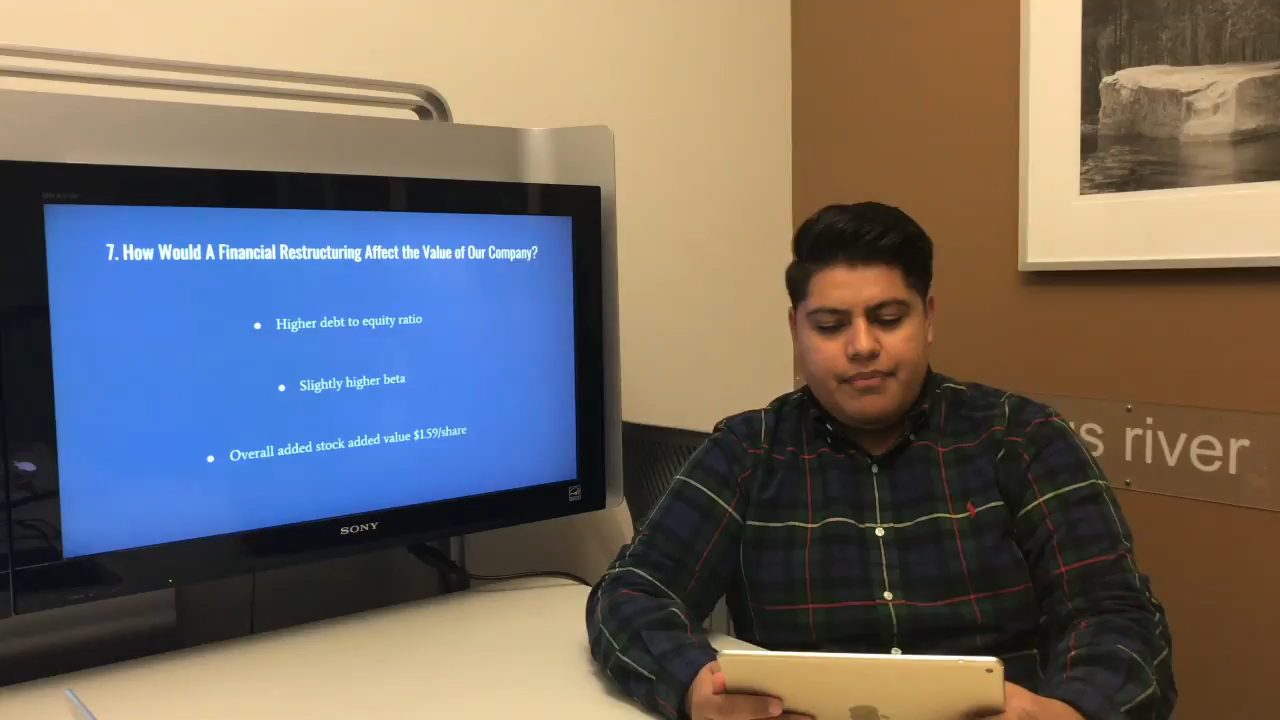 7. How Would A Financial Restructuring Affect the Value of Our Company?
● Higher debt to equity ratio
● Slightly higher beta
● Overall added stock added value $1.59/share
SONY
s river